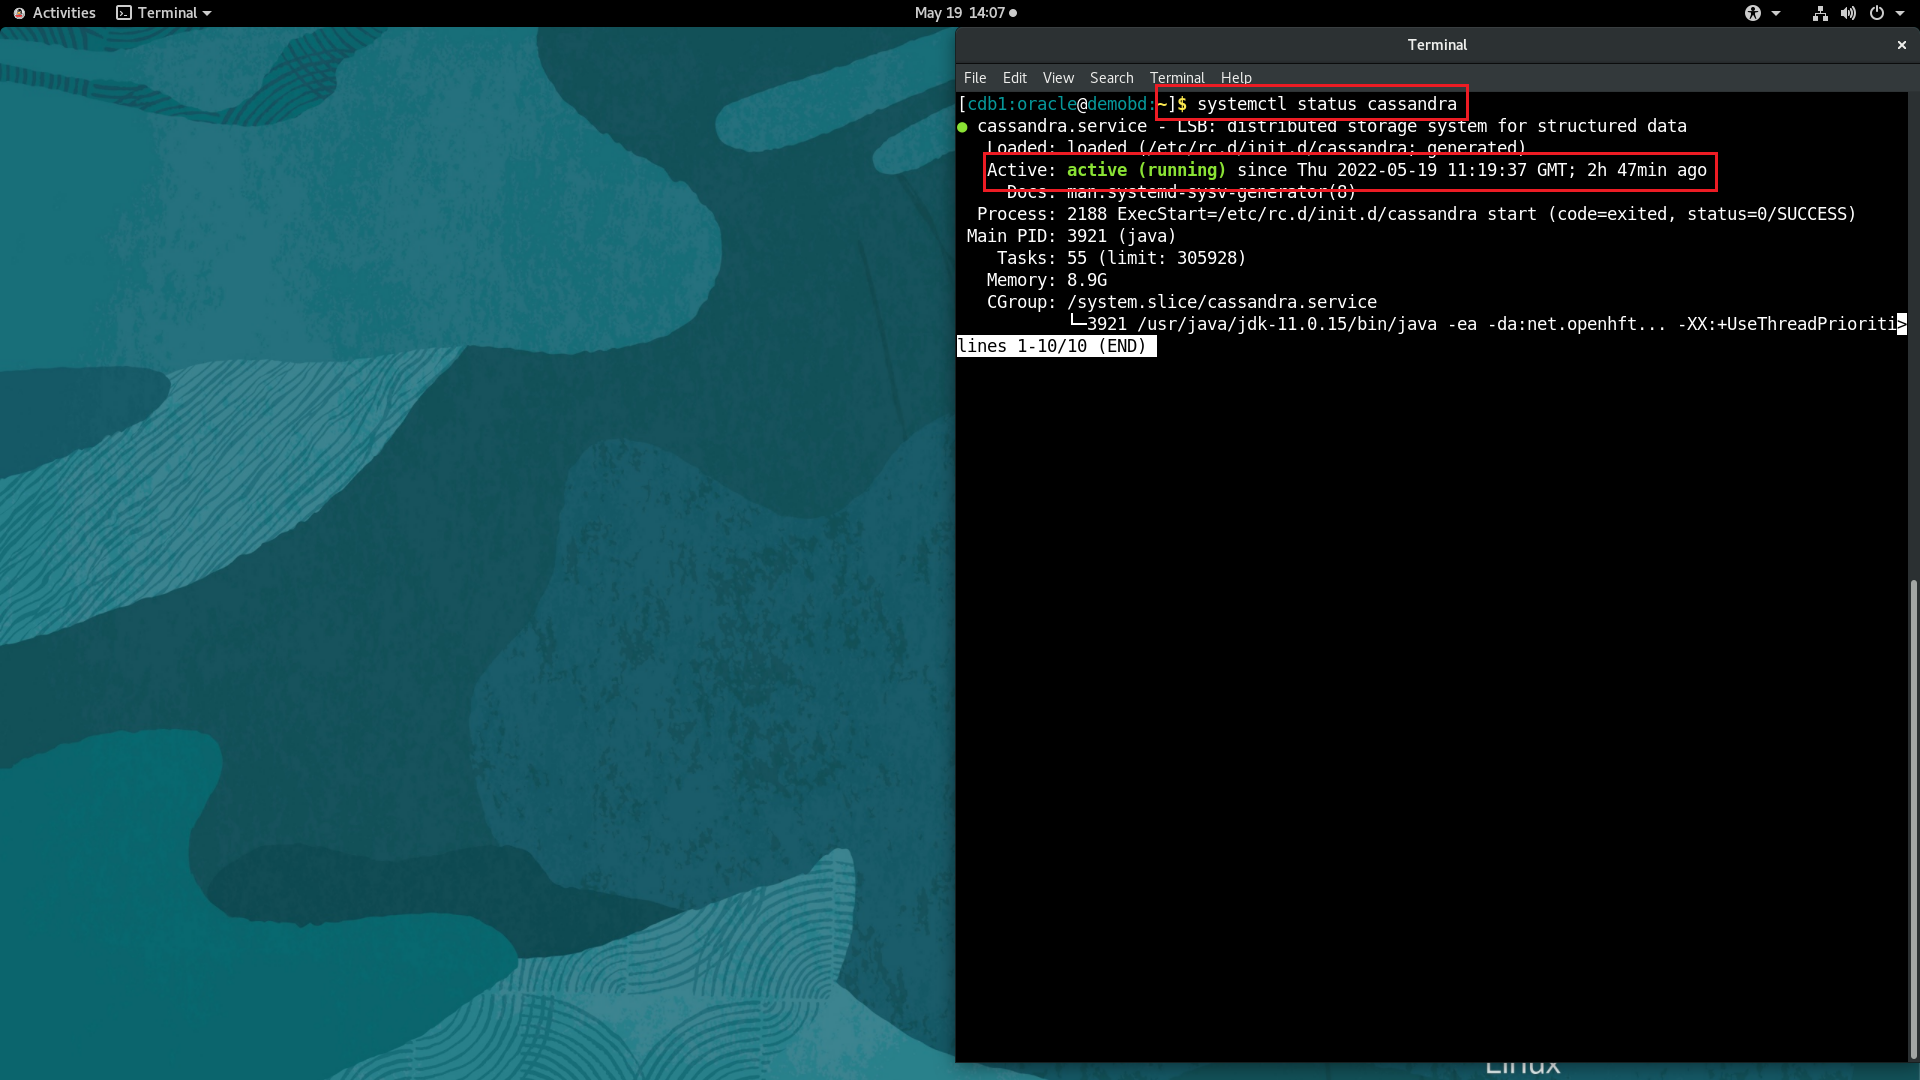 Activities Terminal May 19 14:07
Terminal
File Edit View Search Terminal Help
[cdb1:oracle@demobd:~]$ systemctl status cassandra
● cassandra.service - LSB: distributed storage system for structured data
Loaded: loaded (/etc/rc.d/init.d/cassandra; generated)
Active: active (running) since Thu 2022-05-19 11:19:37 GMT; 2h 47min ago
Docs: man:systemd-sysv-generator(8)
Process: 2188 ExecStart=/etc/rc.d/init.d/cassandra start (code=exited, status=0/SUCCESS)
Main PID: 3921 (java)
Tasks: 55 (limit: 305928)
Memory: 8.9G
CGroup: /system.slice/cassandra.service
└─3921 /usr/java/jdk-11.0.15/bin/java -ea -da:net.openhft... -XX:+UseThreadPrioriti>
lines 1-10/10 (END)
Linux